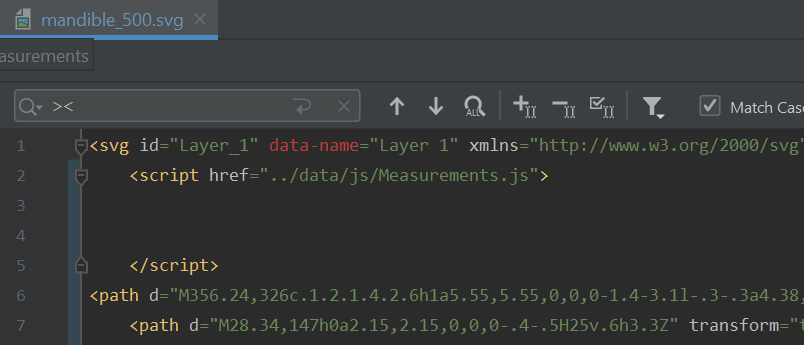 mandible_500.svg ×
asurements
>< ALL Match Case
1 <svg id="Layer_1" data-name="Layer 1" xmlns="http://www.w3.org/2000/svg"
2 <script href="../data/js/Measurements.js">
3
4
5 </script>
6 <path d="M356.24,326c.1.2.1.4.2.6h1a5.55,5.55,0,0,0-1.4-3.1l-.3-.3a4.38,
7 <path d="M28.34,147h0a2.15,2.15,0,0,0-.4-.5H25v.6h3.3Z" transform="t